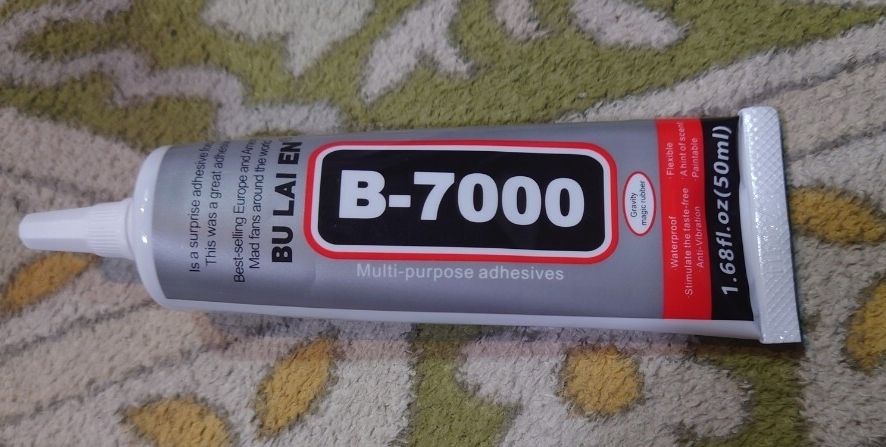 Is a surprise adhesive
This was a great adhes
Best-selling Europe and Am
Mad fans around the wor
BU LAI EN
B-7000
Multi-purpose adhesives
Gravity
magic rubber
·Waterproof
·Flexible
·Stimulate the taste-free
·A hint of scent
Anti-Vibration
Paintable
1.68fl.oz(50ml)